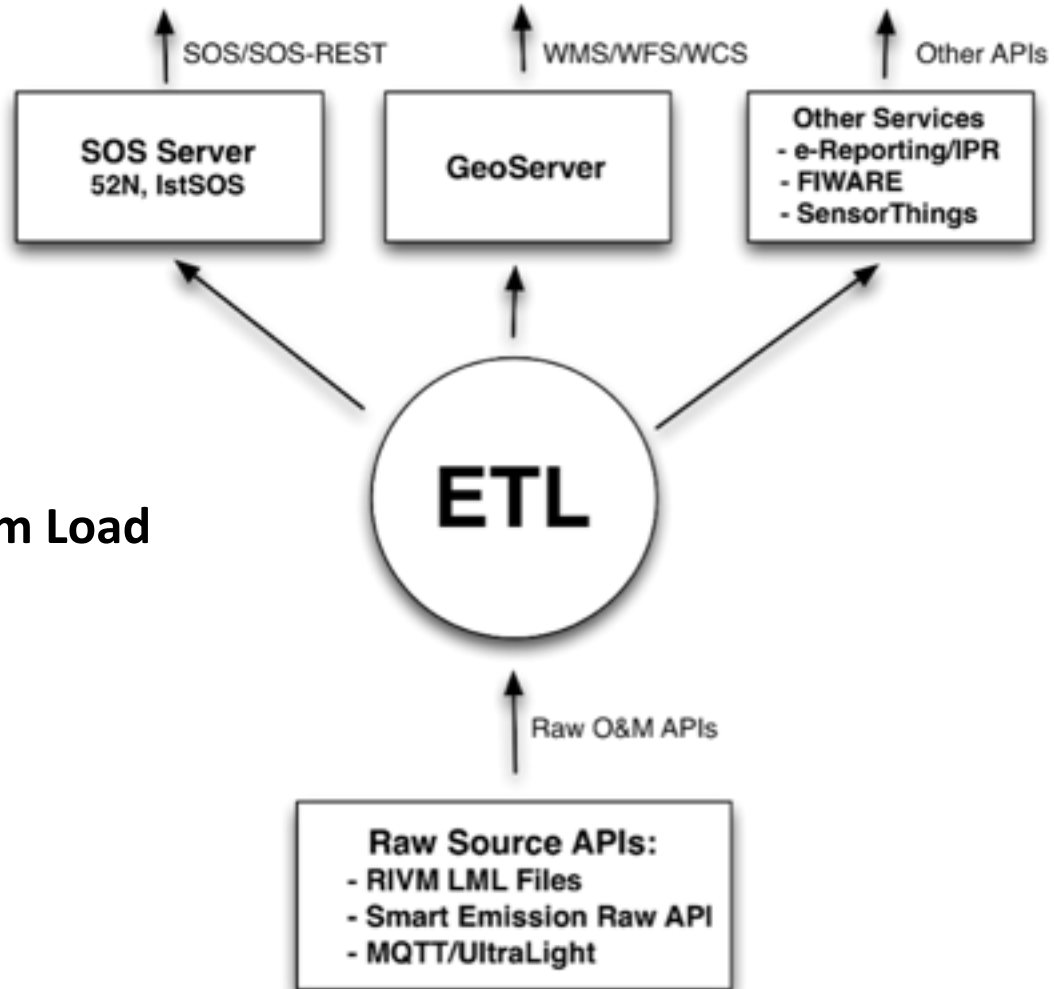 SOS/SOS-REST
WMS/WFS/WCS
Other APIs
SOS Server
52N, IstSOS
GeoServer
Other Services
- e-Reporting/IPR
- FIWARE
- SensorThings
ETL
m Load
Raw O&M APIs
Raw Source APIs:
- RIVM LML Files
- Smart Emission Raw API
- MQTT/UltraLight